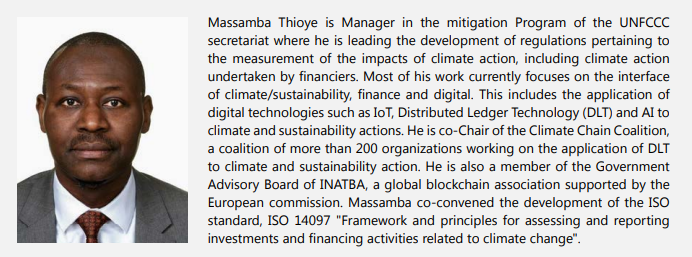 Massamba Thioye is Manager in the mitigation Program of the UNFCCC
secretariat where he is leading the development of regulations pertaining to
the measurement of the impacts of climate action, including climate action
undertaken by financiers. Most of his work currently focuses on the interface
of climate/sustainability, finance and digital. This includes the application of
digital technologies such as IoT, Distributed Ledger Technology (DLT) and AI to
climate and sustainability actions. He is co-Chair of the Climate Chain Coalition,
a coalition of more than 200 organizations working on the application of DLT
to climate and sustainability action. He is also a member of the Government
Advisory Board of INATBA, a global blockchain association supported by the
European commission. Massamba co-convened the development of the ISO
standard, ISO 14097 "Framework and principles for assessing and reporting
investments and financing activities related to climate change".